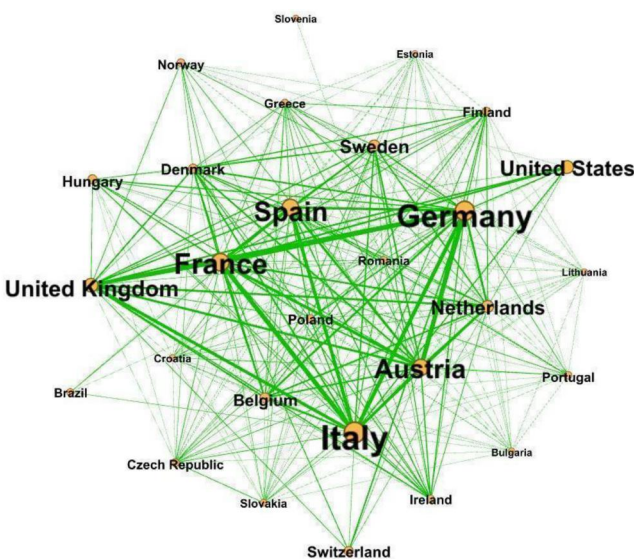 Slovenia
Estonia
Norway
Greece
Finland
Sweden
United States
Denmark
Hungary
Spain
Germany
France
Romania
Lithuania
United Kingdom
Netherlands
Poland
Croatia
Austria
Portugal
Brazil
Belgium
Italy
Bulgaria
Czech Republic
Ireland
Slovakia
Switzerland